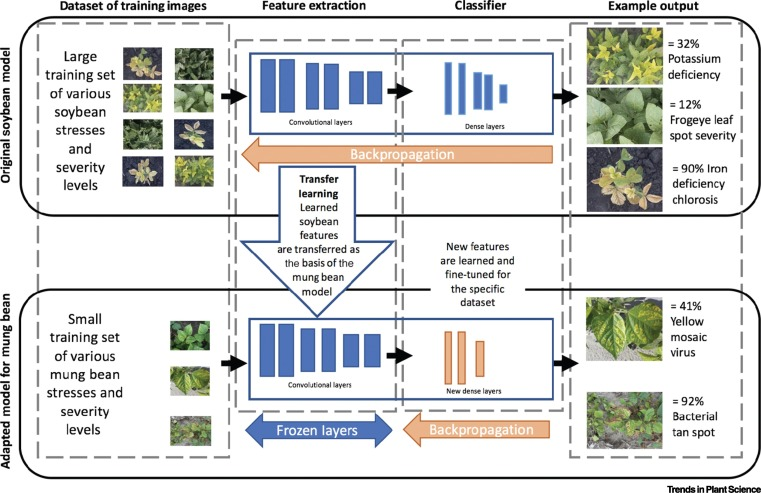 Dataset of training images
Feature extraction
Classifier
Example output
Original soybean model
Large
training set
of various
soybean
stresses
and
severity
levels
Convolutional layers
Dense layers
Backpropagation
= 32%
Potassium
deficiency
= 12%
Frogeye leaf
spot severity
= 90% Iron
deficiency
chlorosis
Transfer
learning
Learned
soybean
features
are transferred as
the basis of the
mung bean
model
New features
are learned and
fine-tuned for
the specific
dataset
Adapted model for mung bean
Small
training set
of various
mung bean
stresses and
severity
levels
Convolutional layers
New dense layers
Frozen layers
Backpropagation
= 41%
Yellow
mosaic
virus
= 92%
Bacterial
tan spot
Trends in Plant Science